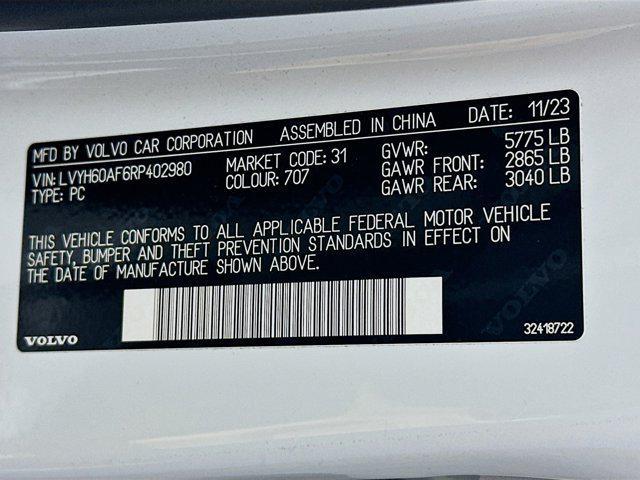 MFD BY VOLVO CAR CORPORATION ASSEMBLED IN CHINA DATE: 11/23
VIN:LVYH60AF6RP402980 MARKET CODE: 31 GVWR: 5775 LB
TYPE: PC COLOUR: 707 GAWR FRONT: 2865 LB
GAWR REAR: 3040 LB
THIS VEHICLE CONFORMS TO ALL APPLICABLE FEDERAL MOTOR VEHICLE
SAFETY, BUMPER AND THEFT PREVENTION STANDARDS IN EFFECT ON
THE DATE OF MANUFACTURE SHOWN ABOVE.
VOLVO 32418722
VOLVO